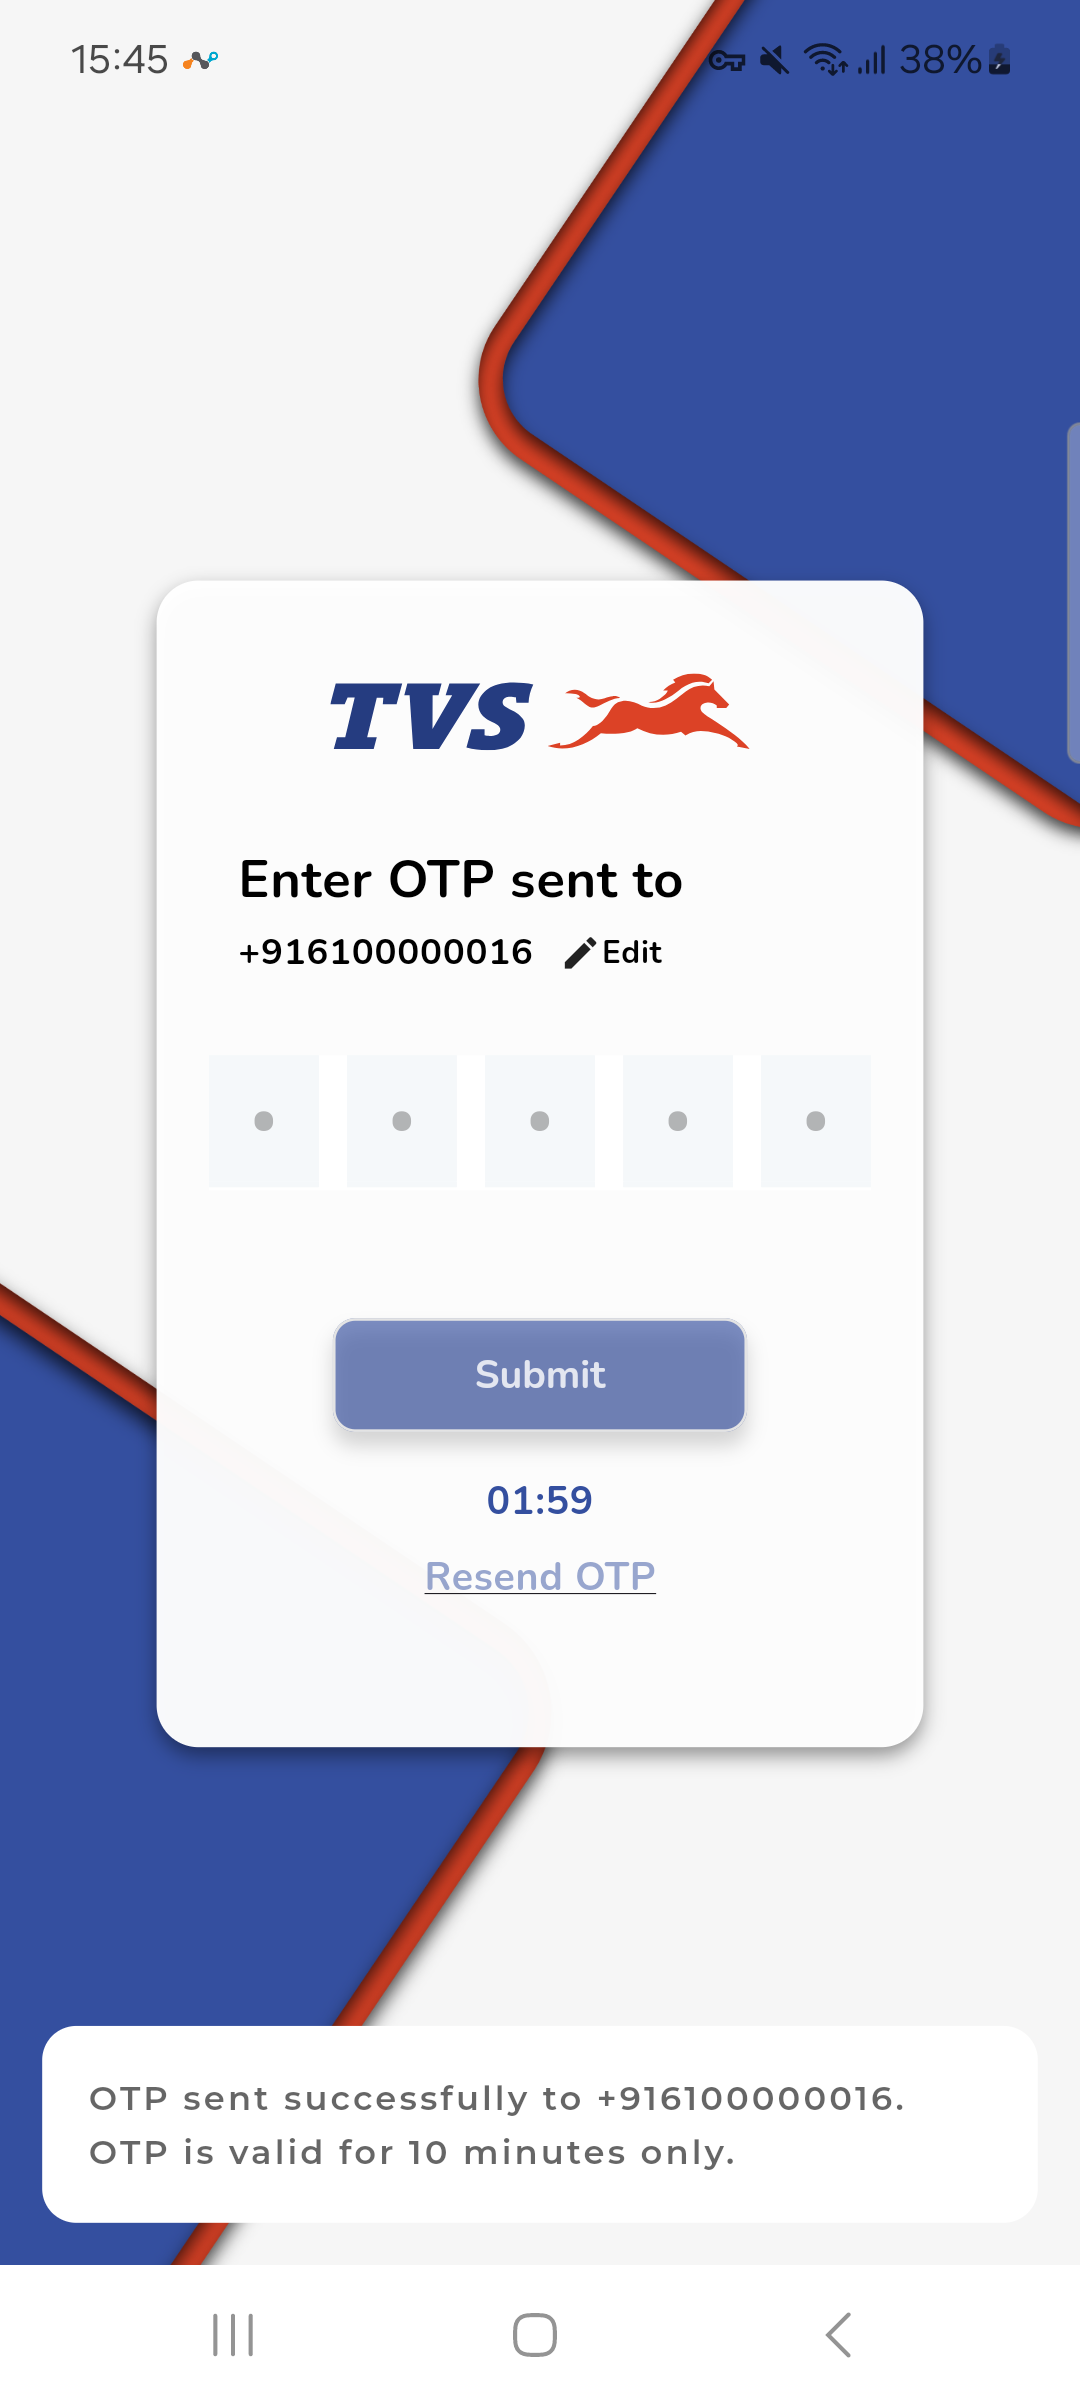 15:45
38%
TVS
Enter OTP sent to
+916100000016 Edit
Submit
01:59
Resend OTP
OTP sent successfully to +916100000016.
OTP is valid for 10 minutes only.